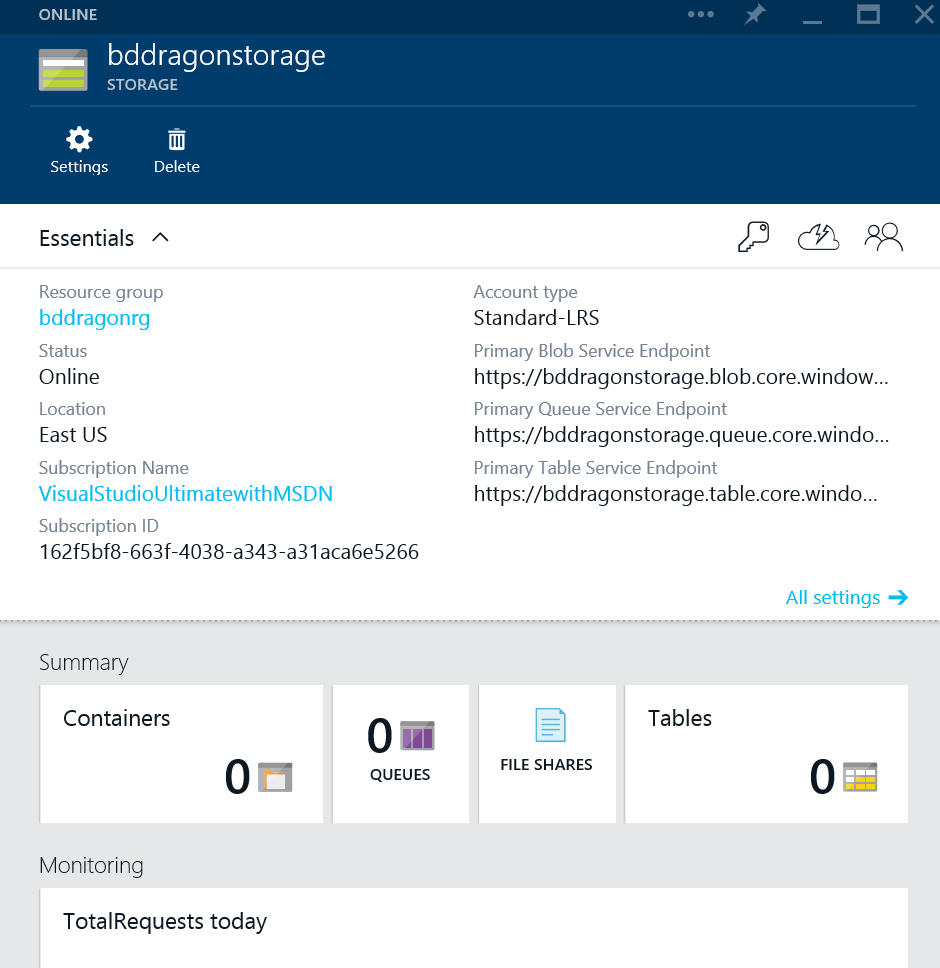 ONLINE
bddragonstorage
STORAGE
Settings
Delete
Essentials
Resource group
bddragonrg
Status
Online
Location
East US
Subscription Name
VisualStudioUltimatewithMSDN
Subscription ID
162f5bf8-663f-4038-a343-a31aca6e5266
Account type
Standard-LRS
Primary Blob Service Endpoint
https://bddragonstorage.blob.core.window...
Primary Queue Service Endpoint
https://bddragonstorage.queue.core.windo...
Primary Table Service Endpoint
https://bddragonstorage.table.core.windo...
All settings
Summary
Containers
0
0
QUEUES
FILE SHARES
Tables
0
Monitoring
TotalRequests today